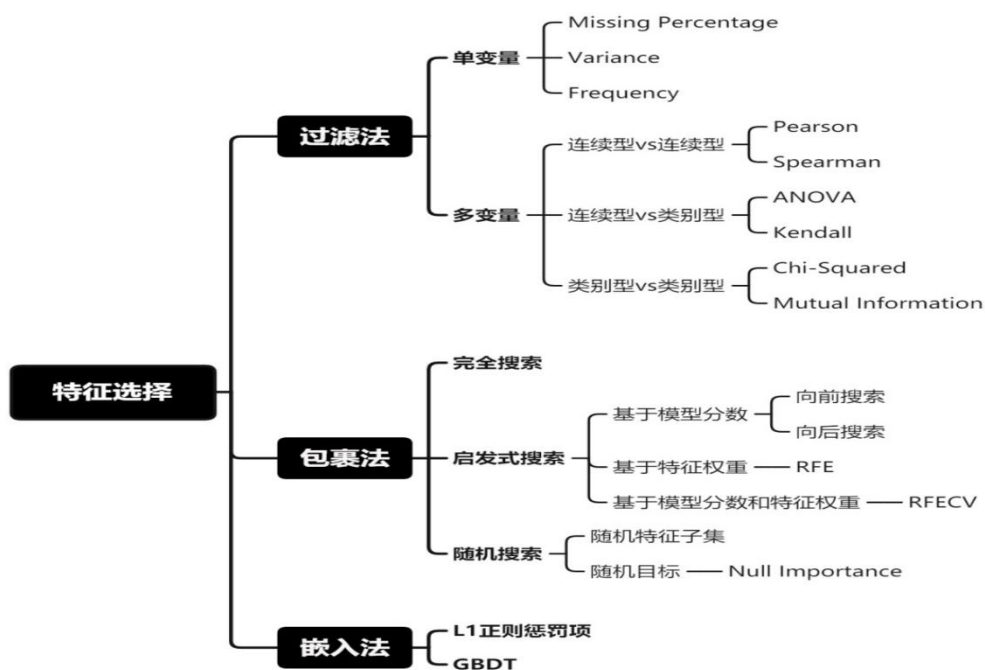 特征选择
过滤法
单变量
Missing Percentage
Variance
Frequency
多变量
连续型vs连续型
Pearson
Spearman
连续型vs类别型
ANOVA
Kendall
类别型vs类别型
Chi-Squared
Mutual Information
包裹法
完全搜索
启发式搜索
基于模型分数
向前搜索
向后搜索
基于特征权重
RFE
基于模型分数和特征权重
RFECV
随机搜索
随机特征子集
随机目标
Null Importance
嵌入法
L1正则惩罚项
GBDT